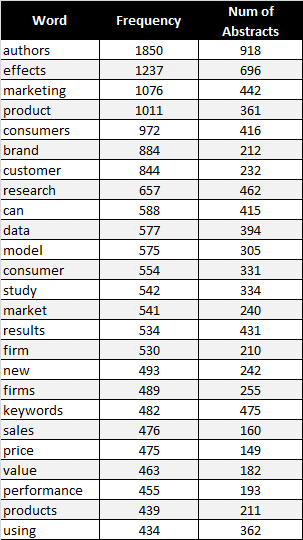 Word Frequency Num of Abstracts
authors 1850 918
effects 1237 696
marketing 1076 442
product 1011 361
consumers 972 416
brand 884 212
customer 844 232
research 657 462
can 588 415
data 577 394
model 575 305
consumer 554 331
study 542 334
market 541 240
results 534 431
firm 530 210
new 493 242
firms 489 255
keywords 482 475
sales 476 160
price 475 149
value 463 182
performance 455 193
products 439 211
using 434 362